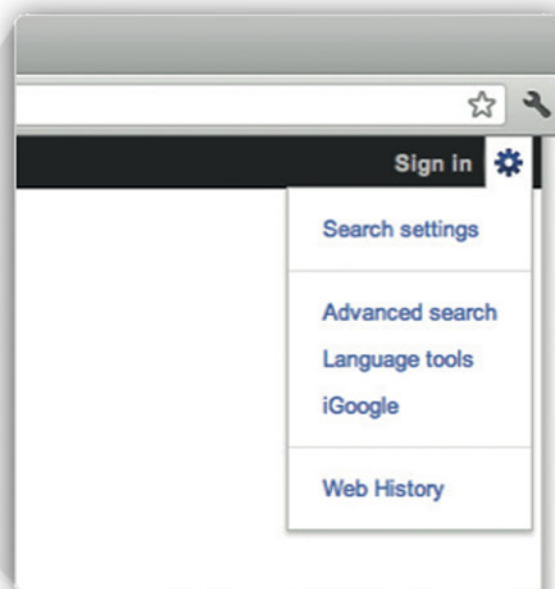 Sign in
Search settings
Advanced search
Language tools
iGoogle
Web History